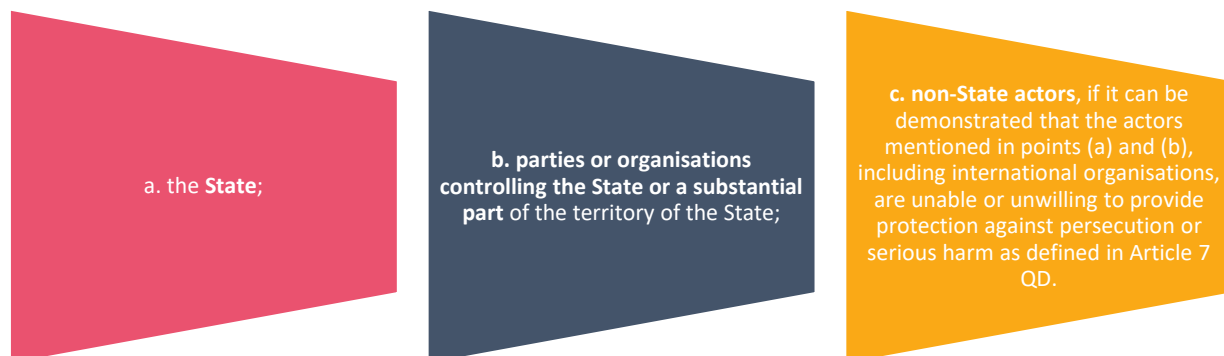 a. the State;
b. parties or organisations
controlling the State or a substantial
part of the territory of the State;
c. non-State actors, if it can be
demonstrated that the actors
mentioned in points (a) and (b),
including international organisations,
are unable or unwilling to provide
protection against persecution or
serious harm as defined in Article 7
QD.